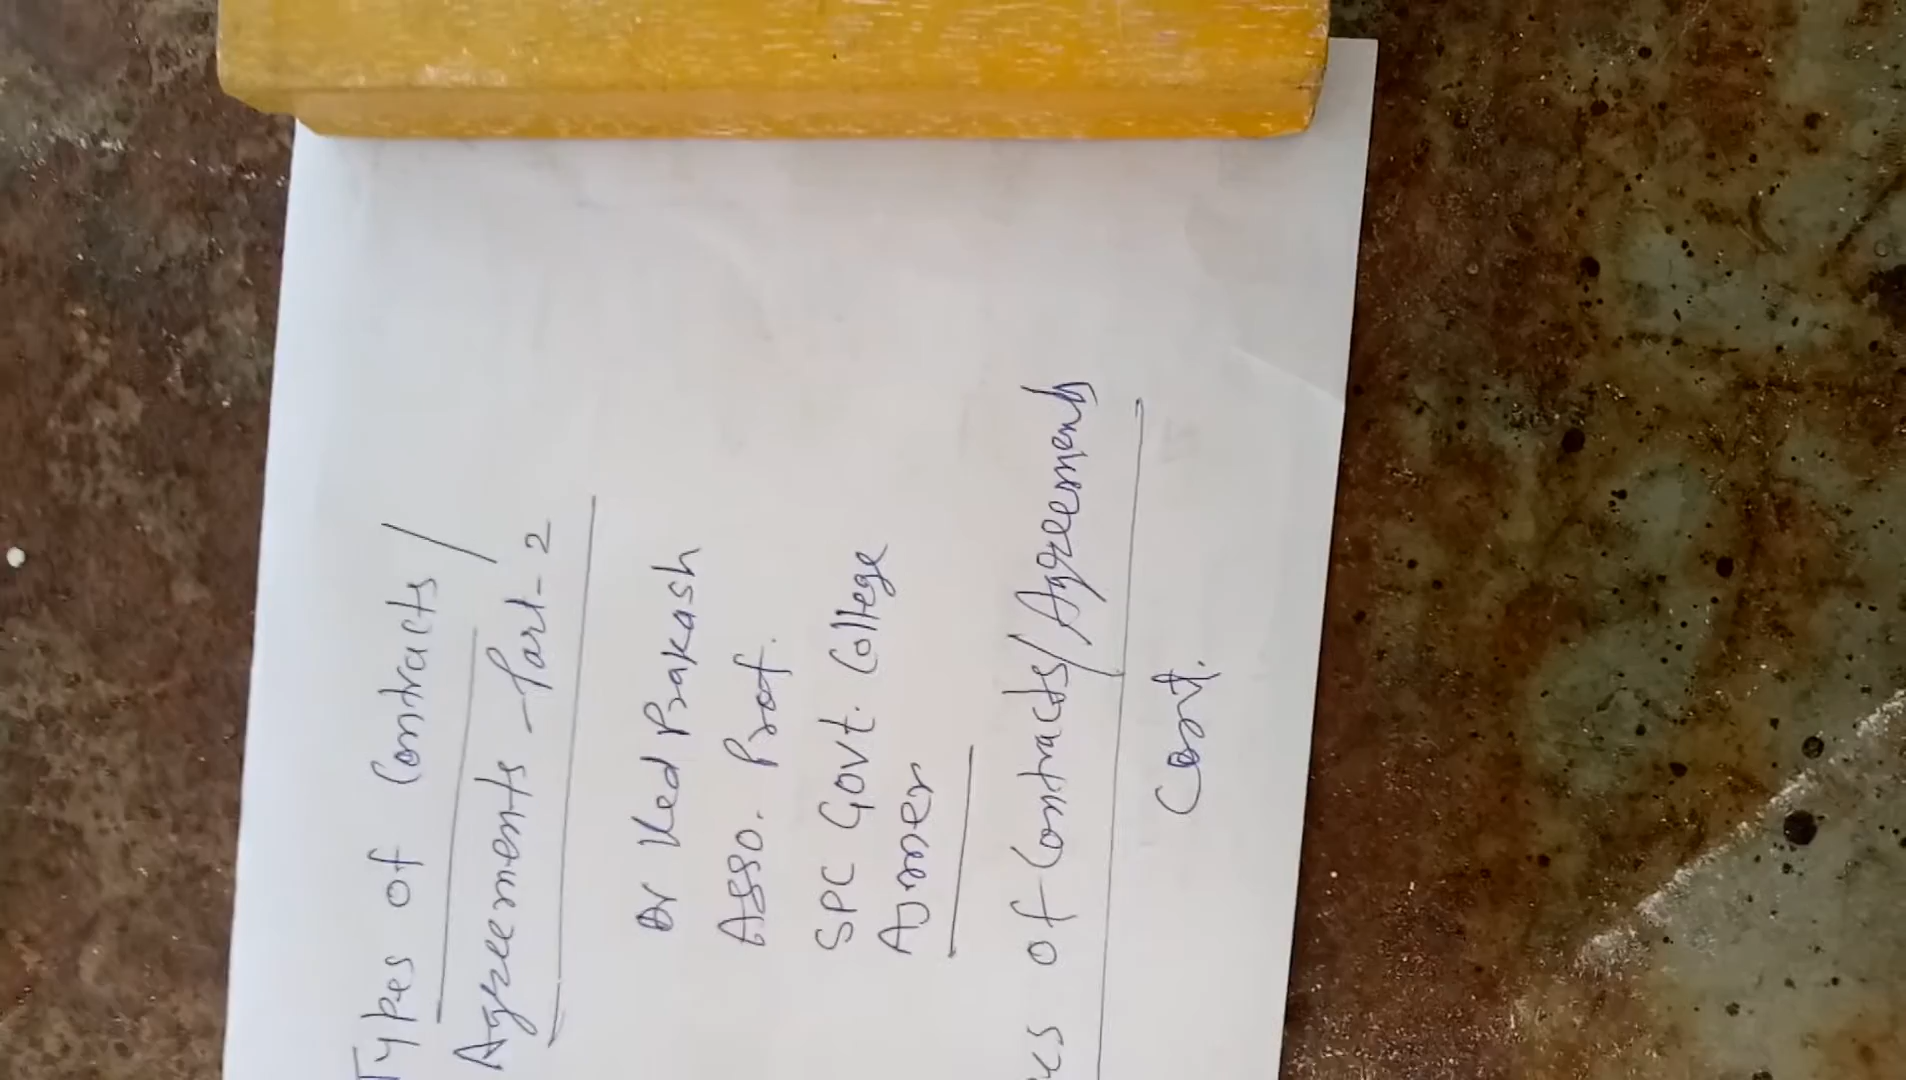 Types of Contracts/
Agreements - Part-2
Dr Ved Prakash
Asso. Prof.
SPC Govt. College
Ajmer
es of Contracts/Agreements
Cont.